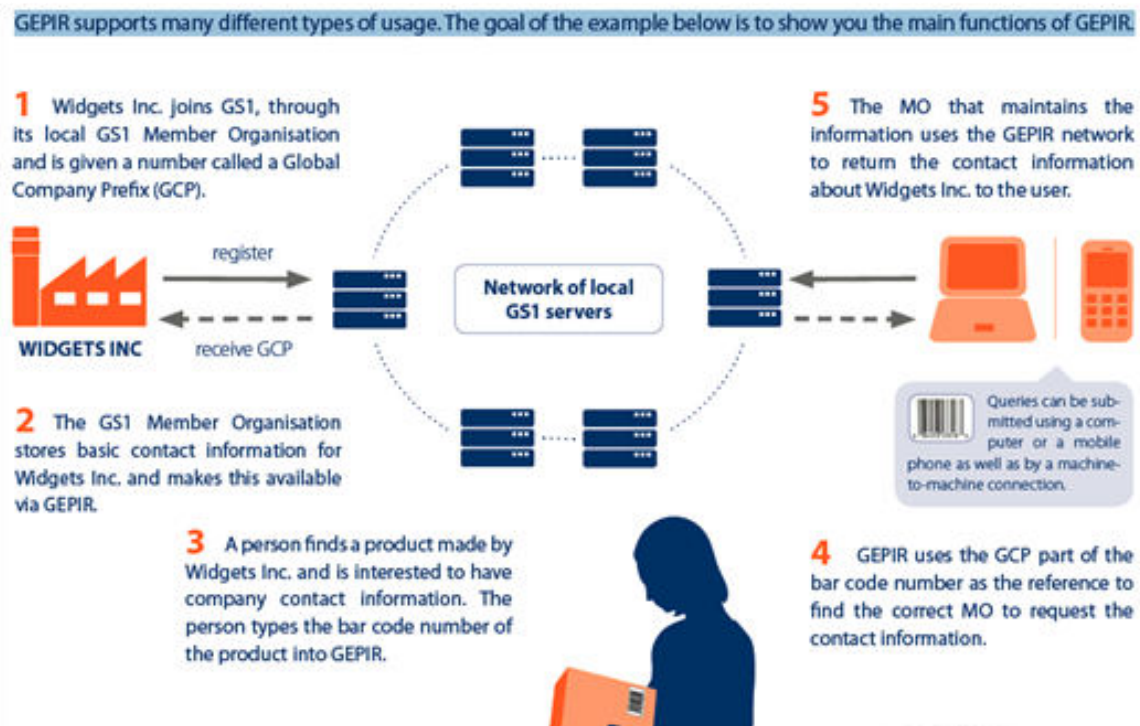 GEPIR supports many different types of usage. The goal of the example below is to show you the main functions of GEPIR.
1 Widgets Inc. joins GS1, through
its local GS1 Member Organisation
and is given a number called a Global
Company Prefix (GCP).
register
WIDGETS INC
receive GCP
2 The GS1 Member Organisation
stores basic contact information for
Widgets Inc. and makes this available
via GEPIR.
Network of local
GS1 servers
3 A person finds a product made by
Widgets Inc. and is interested to have
company contact information. The
person types the bar code number of
the product into GEPIR.
4 GEPIR uses the GCP part of the
bar code number as the reference to
find the correct MO to request the
contact information.
5 The MO that maintains the
information uses the GEPIR network
to return the contact information
about Widgets Inc. to the user.
Queries can be sub-
mitted using a com-
puter or a mobile
phone as well as by a machine-
to-machine connection.